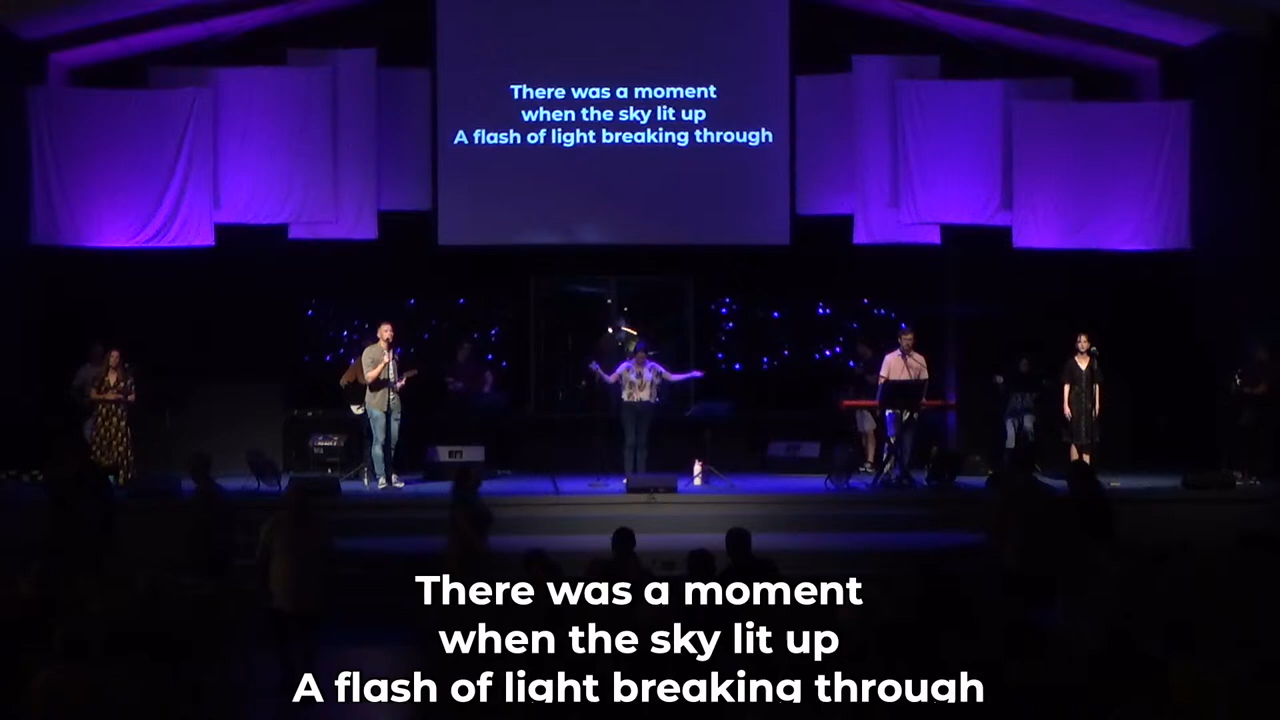 There was a moment
when the sky lit up
A flash of light breaking through
There was a moment
when the sky lit up
A flash of light breaking through